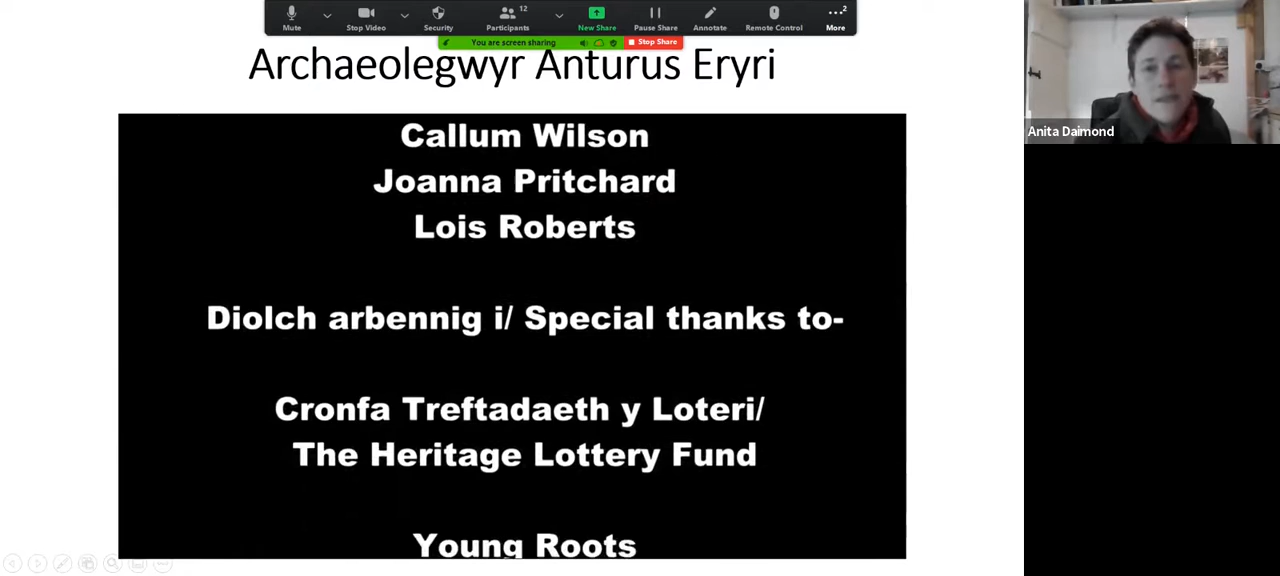 Mute
Stop Video
Security
12
Participants
New Share
Pause Share
Annotate
Remote Control
2
More
You are screen sharing
Stop Share
Archaeolegwyr Anturus Eryri
Callum Wilson
Joanna Pritchard
Lois Roberts
Diolch arbennig i/ Special thanks to-
Cronfa Treftadaeth y Loteri/
The Heritage Lottery Fund
Young Roots
Anita Daimond